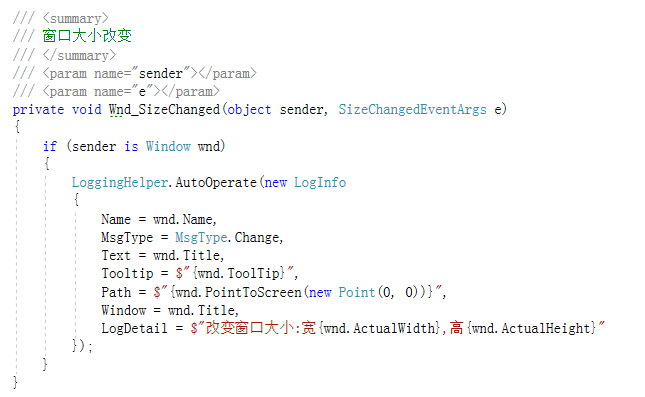 /// <summary>
/// 窗口大小改变
/// </summary>
/// <param name="sender"></param>
/// <param name="e"></param>
private void Wnd_SizeChanged(object sender, SizeChangedEventArgs e)
{
    if (sender is Window wnd)
    {
        LoggingHelper.AutoOperate(new LogInfo
        {
            Name = wnd.Name,
            MsgType = MsgType.Change,
            Text = wnd.Title,
            Tooltip = $"{wnd.ToolTip}",
            Path = $"{wnd.PointToScreen(new Point(0, 0))}",
            Window = wnd.Title,
            LogDetail = $"改变窗口大小:宽{wnd.ActualWidth},高{wnd.ActualHeight}"
        });
    }
}